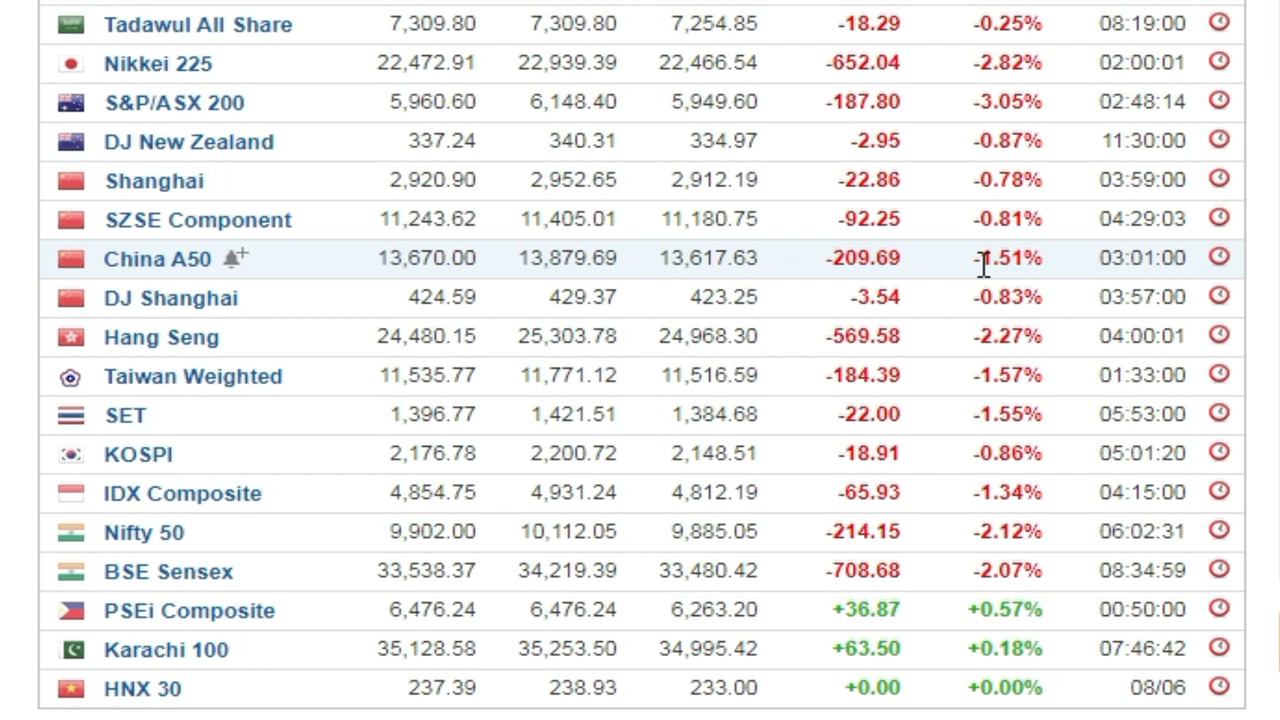 Tadawul All Share 7,309.80 7,309.80 7,254.85 -18.29 -0.25% 08:19:00
Nikkei 225 22,472.91 22,939.39 22,466.54 -652.04 -2.82% 02:00:01
S&P/ASX 200 5,960.60 6,148.40 5,949.60 -187.80 -3.05% 02:48:14
DJ New Zealand 337.24 340.31 334.97 -2.95 -0.87% 11:30:00
Shanghai 2,920.90 2,952.65 2,912.19 -22.86 -0.78% 03:59:00
SZSE Component 11,243.62 11,405.01 11,180.75 -92.25 -0.81% 04:29:03
China A50 13,670.00 13,879.69 13,617.63 -209.69 -1.51% 03:01:00
DJ Shanghai 424.59 429.37 423.25 -3.54 -0.83% 03:57:00
Hang Seng 24,480.15 25,303.78 24,968.30 -569.58 -2.27% 04:00:01
Taiwan Weighted 11,535.77 11,771.12 11,516.59 -184.39 -1.57% 01:33:00
SET 1,396.77 1,421.51 1,384.68 -22.00 -1.55% 05:53:00
KOSPI 2,176.78 2,200.72 2,148.51 -18.91 -0.86% 05:01:20
IDX Composite 4,854.75 4,931.24 4,812.19 -65.93 -1.34% 04:15:00
Nifty 50 9,902.00 10,112.05 9,885.05 -214.15 -2.12% 06:02:31
BSE Sensex 33,538.37 34,219.39 33,480.42 -708.68 -2.07% 08:34:59
PSEi Composite 6,476.24 6,476.24 6,263.20 +36.87 +0.57% 00:50:00
Karachi 100 35,128.58 35,253.50 34,995.42 +63.50 +0.18% 07:46:42
HNX 30 237.39 238.93 233.00 +0.00 +0.00% 08/06